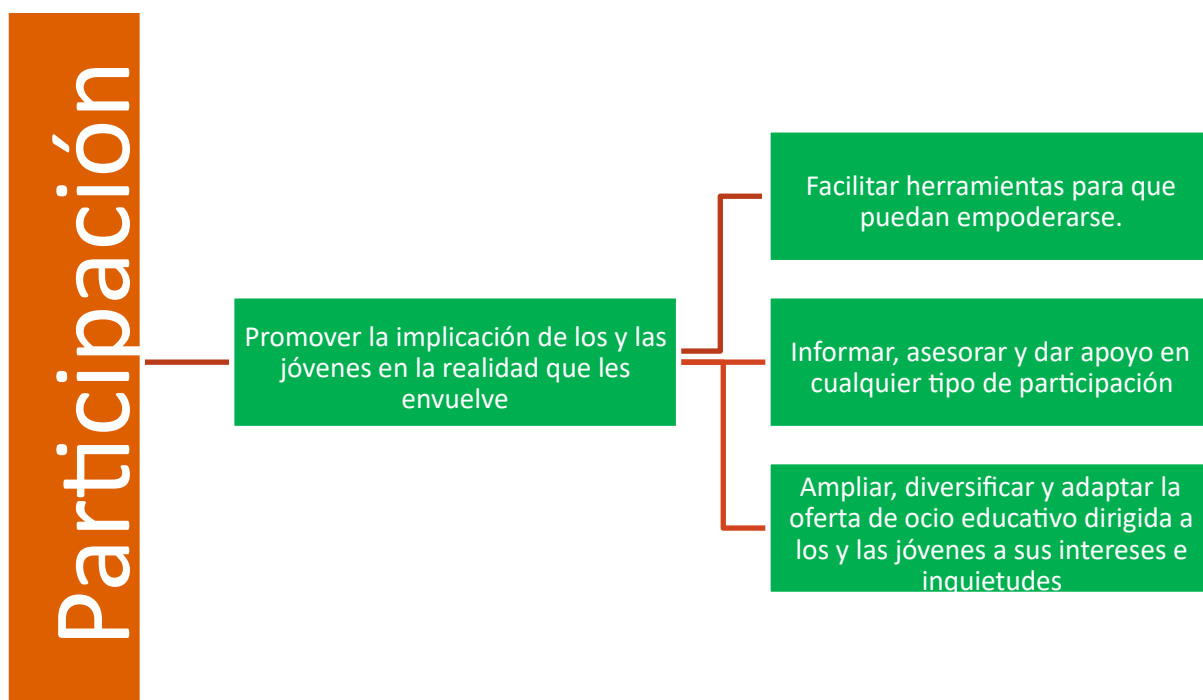 Participación
Promover la implicación de los y las
jóvenes en la realidad que les
envuelve
Facilitar herramientas para que
puedan empoderarse.
Informar, asesorar y dar apoyo en
cualquier tipo de participación
Ampliar, diversificar y adaptar la
oferta de ocio educativo dirigida a
los y las jóvenes a sus intereses e
inquietudes